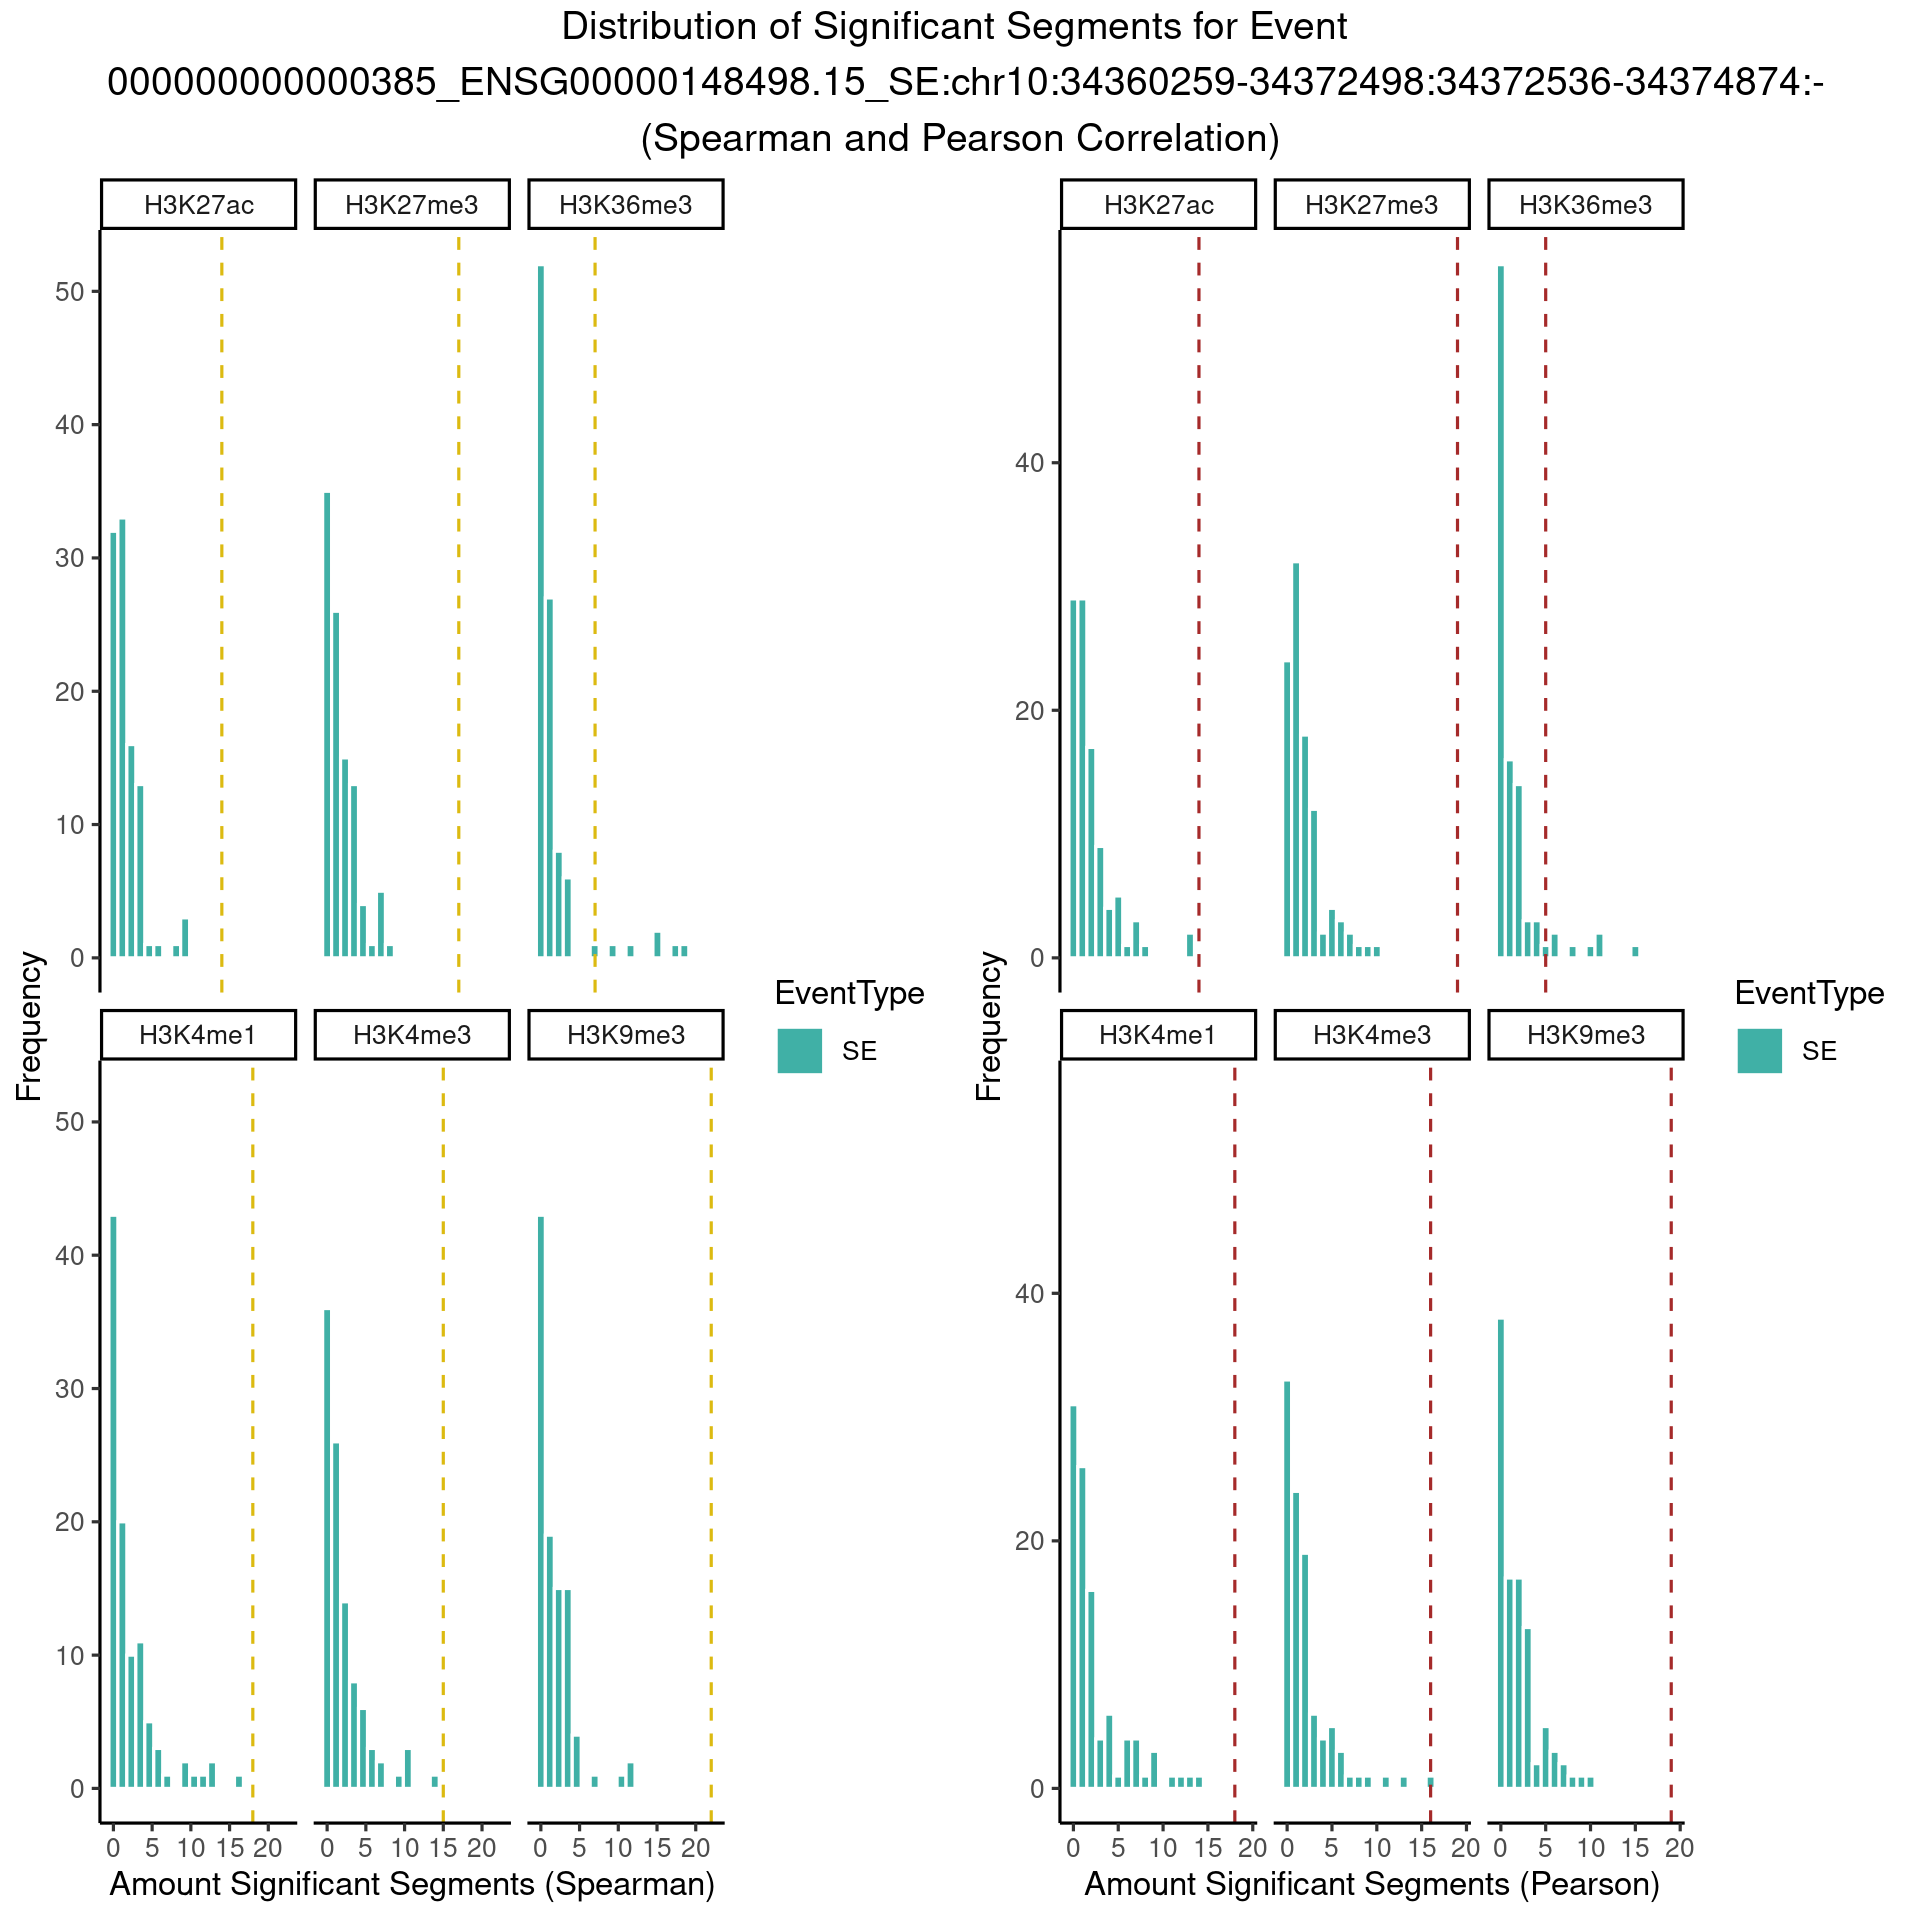 Distribution of Significant Segments for Event
000000000000385_ENSG00000148498.15_SE:chr10:34360259-34372498:34372536-34374874:-
(Spearman and Pearson Correlation)
H3K27ac H3K27me3 H3K36me3
50
40
30
20
10
0
H3K4me1 H3K4me3 H3K9me3
50
40
30
20
10
0
0 5 10 15 20 0 5 10 15 20 0 5 10 15 20
Frequency
Amount Significant Segments (Spearman)
EventType
SE
H3K27ac H3K27me3 H3K36me3
40
20
0
H3K4me1 H3K4me3 H3K9me3
40
20
0
0 5 10 15 20 0 5 10 15 20 0 5 10 15 20
Frequency
Amount Significant Segments (Pearson)
EventType
SE